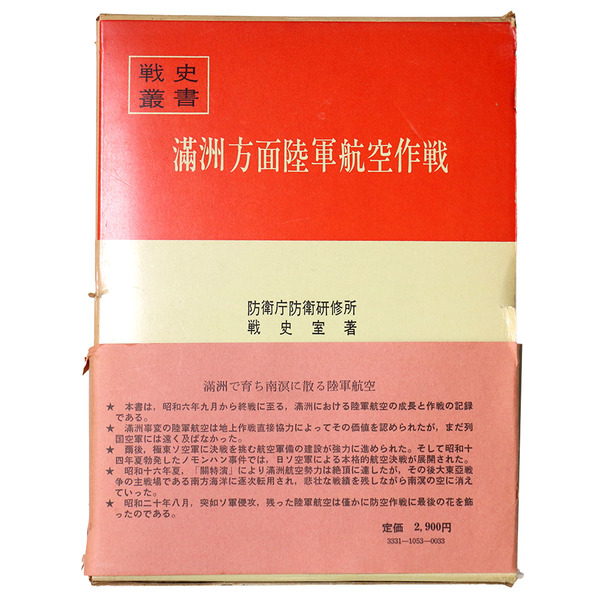 戦史
叢書
満洲方面陸軍航空作戦
防衛庁防衛研修所
戦史室著
満洲で育ち南溟に散る陸軍航空
★ 本書は，昭和六年九月から終戦に至る，満洲における陸軍航空の成長と作戦の記録
である。
★ 満洲事変の陸軍航空は地上作戦直接協力によってその価値を認められたが，まだ列
国空軍には遠く及ばなかった。
★ 爾後，極東ソ空軍に決戦を挑む航空軍備の建設が強力に進められた。そして昭和十
四年夏勃発したノモンハン事件では，日ソ空軍による本格的航空決戦が展開された。
★ 昭和十六年夏，「關特演」により満洲航空勢力は絶頂に達したが，その後大東亞戦
争の主戦場である南方海洋に逐次転用され，悲壮な戦績を残しながら南溟の空に消え
ていった。
★ 昭和二十年八月，突如ソ軍侵攻，残った陸軍航空は僅かに防空作戦に最後の花を飾
ったのである。
定価 2,900円
3331—1053—0033